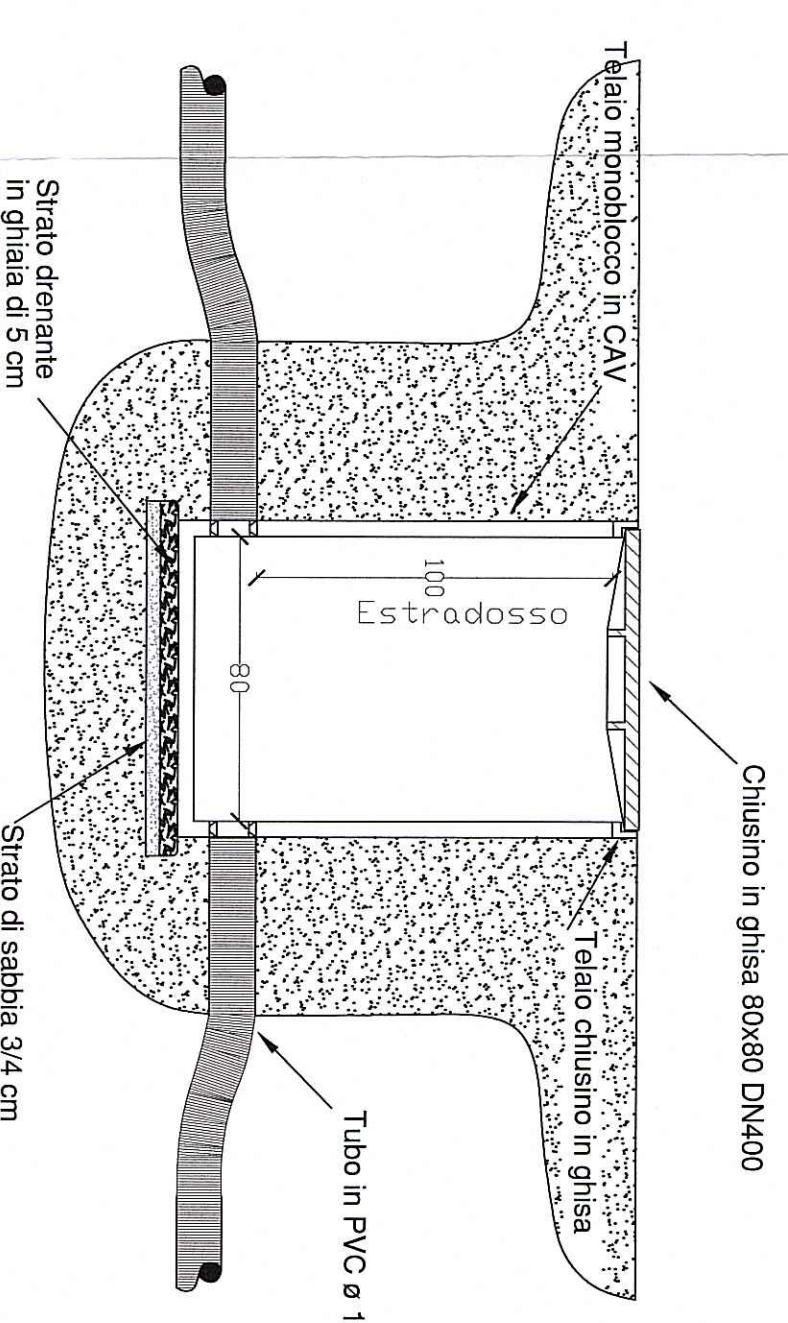 Chiusino in ghisa 80x80 DN400
Telaio monoblocco in CAV
Telaio chiusino in ghisa
100
Estradosso
80
Tubo in PVC ø 1
Strato drenante
in ghiaia di 5 cm
Strato di sabbia 3/4 cm